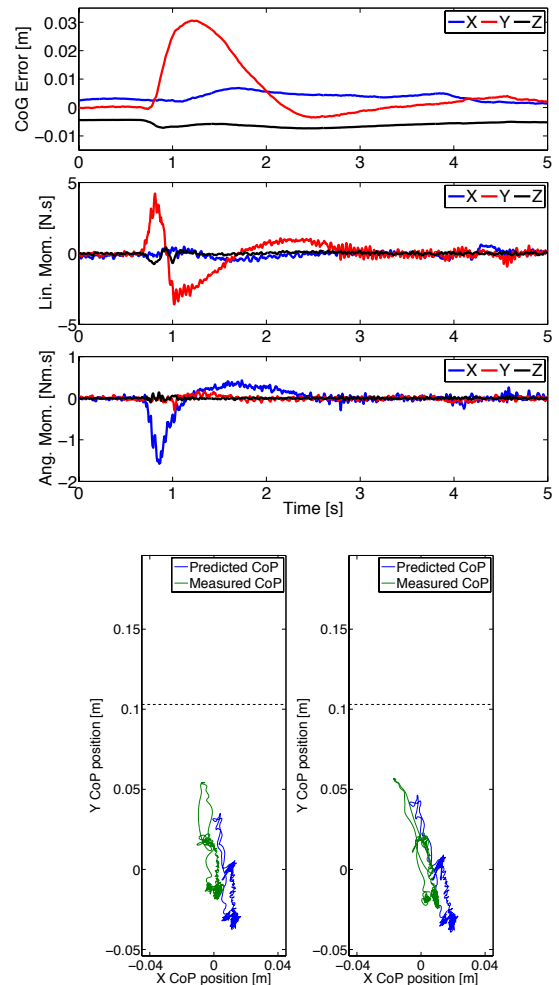 0.03
0.02
0.01
0
−0.01
CoG Error [m]
X Y Z
0 1 2 3 4 5
5
0
−5
Lin. Mom. [N.s]
X Y Z
0 1 2 3 4 5
1
0
−1
−2
Ang. Mom. [Nm.s]
X Y Z
0 1 2 3 4 5
Time [s]
Predicted CoP
Measured CoP
0.15
0.1
0.05
0
−0.05
Y CoP position [m]
−0.04 0 0.04
X CoP position [m]
Predicted CoP
Measured CoP
0.15
0.1
0.05
0
−0.05
Y CoP position [m]
−0.04 0 0.04
X CoP position [m]